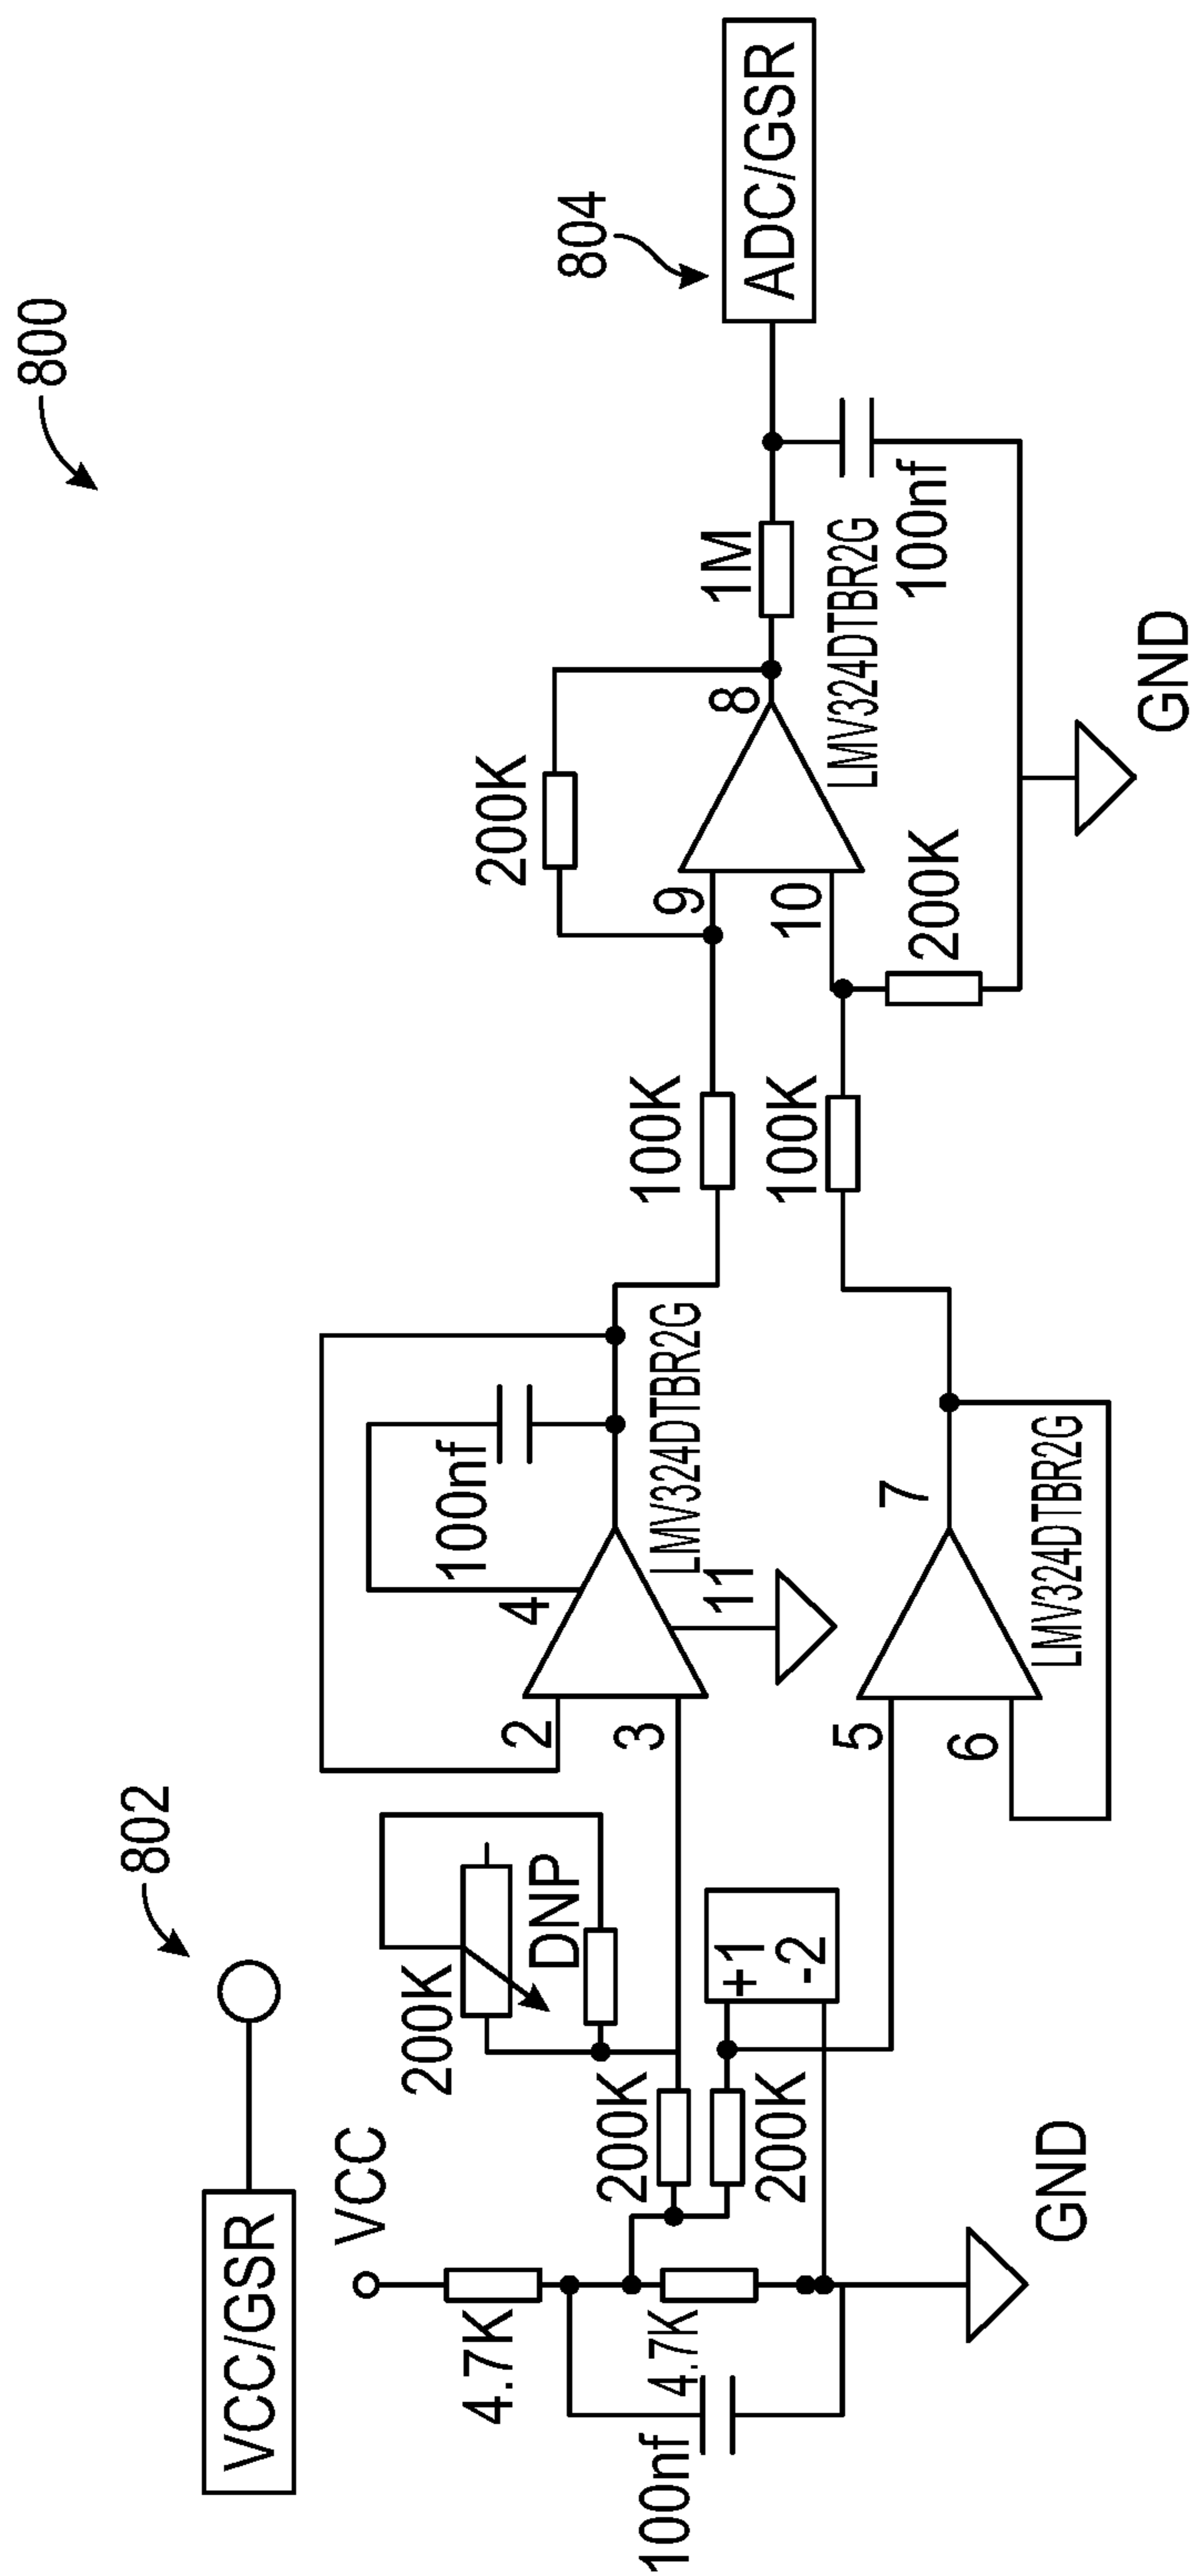 800
802
804
VCC/GSR
VCC
4.7K
4.7K
100nf
GND
200K
200K
200K
DNP
+1
-2
2
3
4
11
100nf
LMV324DTBR2G
5
6
7
LMV324DTBR2G
100K
100K
200K
9
10
8
200K
LMV324DTBR2G
1M
100nf
GND
ADC/GSR